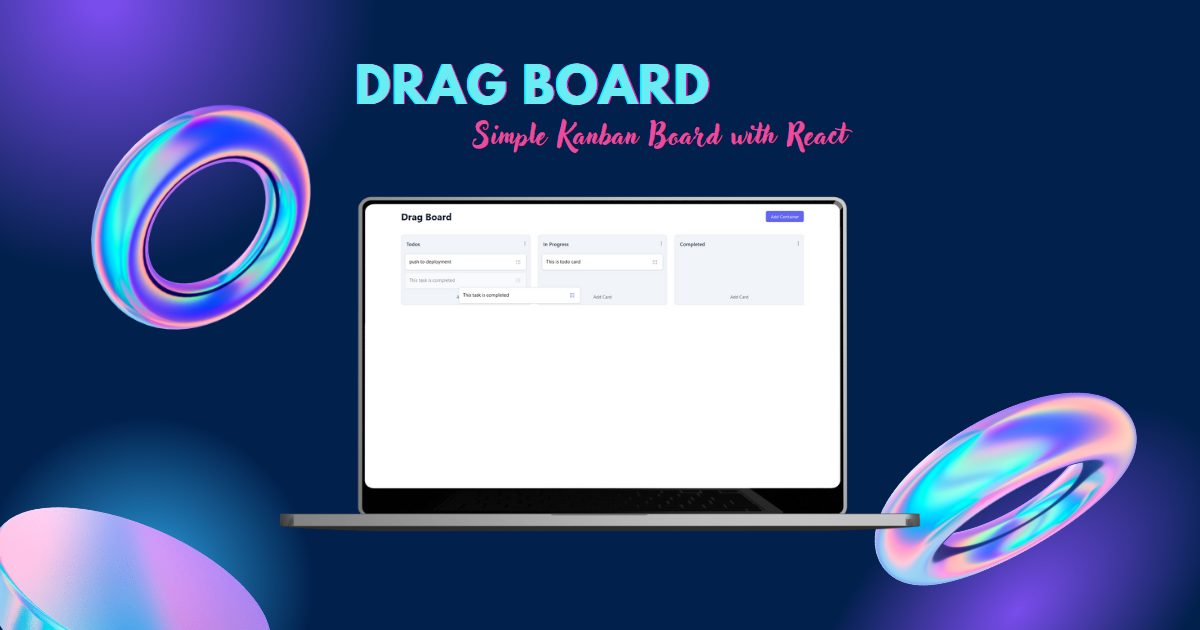 DRAG BOARD
Simple Kanban Board with React
Drag Board
Add Container
Todos
In Progress
Completed
push to deployment
This is todo card
This task is completed
This task is completed
Add Card
Add Card